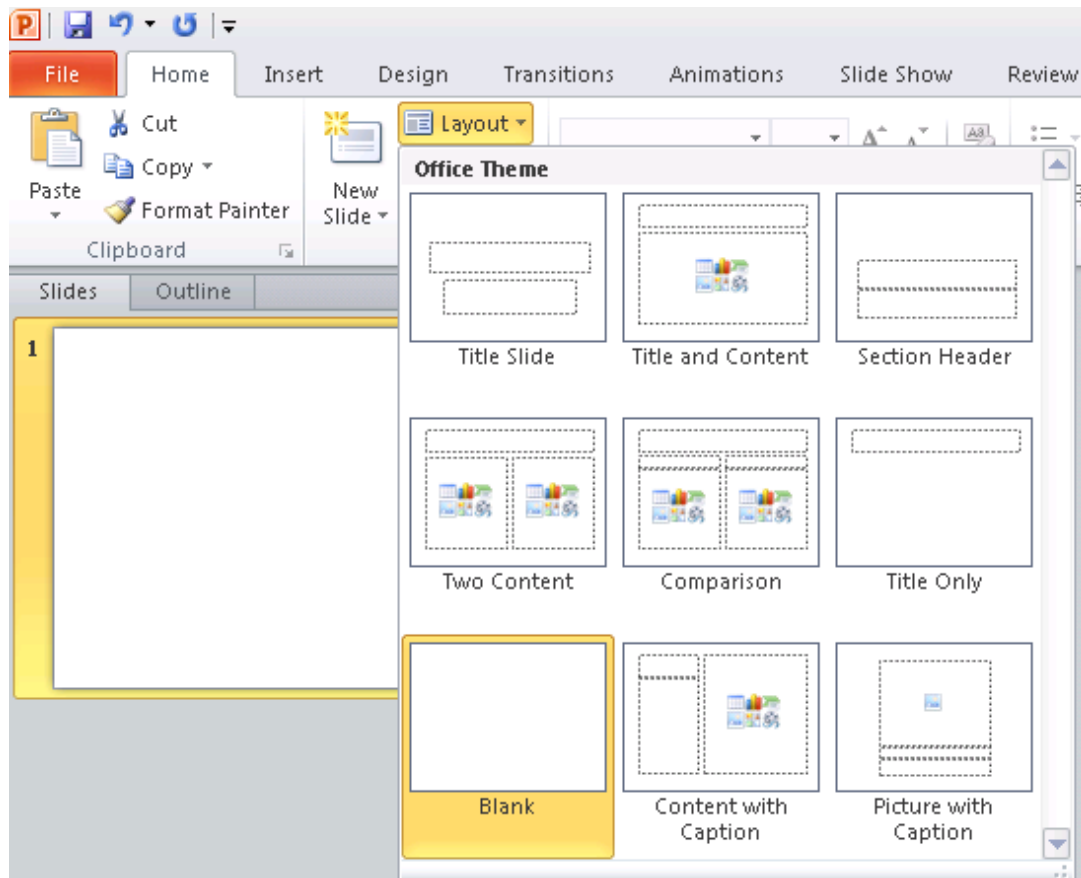 File Home Insert Design Transitions Animations Slide Show Review
Paste
Cut
Copy
Format Painter
Clipboard
New
Slide
Layout
Slides Outline
1
Office Theme
Title Slide Title and Content Section Header
Two Content Comparison Title Only
Blank Content with Caption Picture with Caption